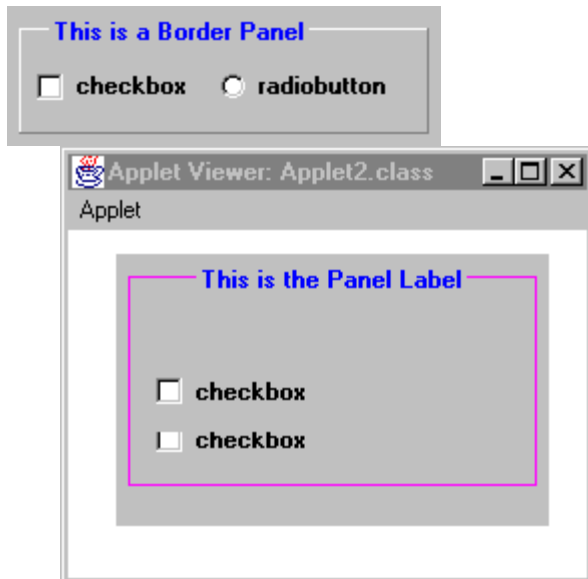 This is a Border Panel
checkbox radiobutton
Applet Viewer: Applet2.class
Applet
This is the Panel Label
checkbox
checkbox